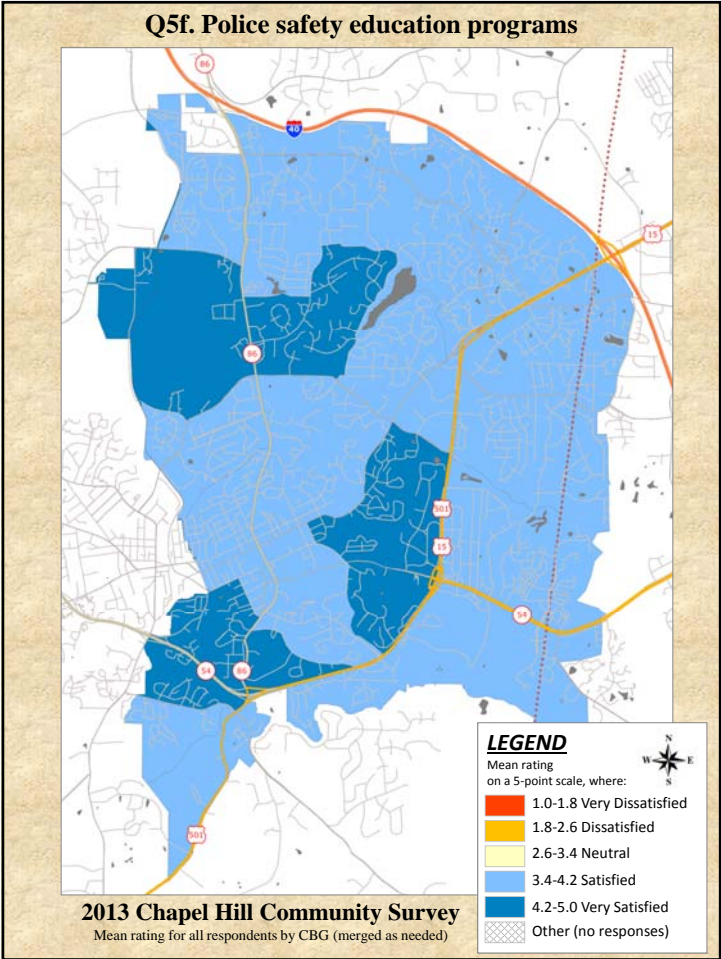 Q5f. Police safety education programs
86
40
15
86
501
15
54
54
86
501
LEGEND
Mean rating
on a 5-point scale, where:
N
W E
S
1.0-1.8 Very Dissatisfied
1.8-2.6 Dissatisfied
2.6-3.4 Neutral
3.4-4.2 Satisfied
4.2-5.0 Very Satisfied
Other (no responses)
2013 Chapel Hill Community Survey
Mean rating for all respondents by CBG (merged as needed)